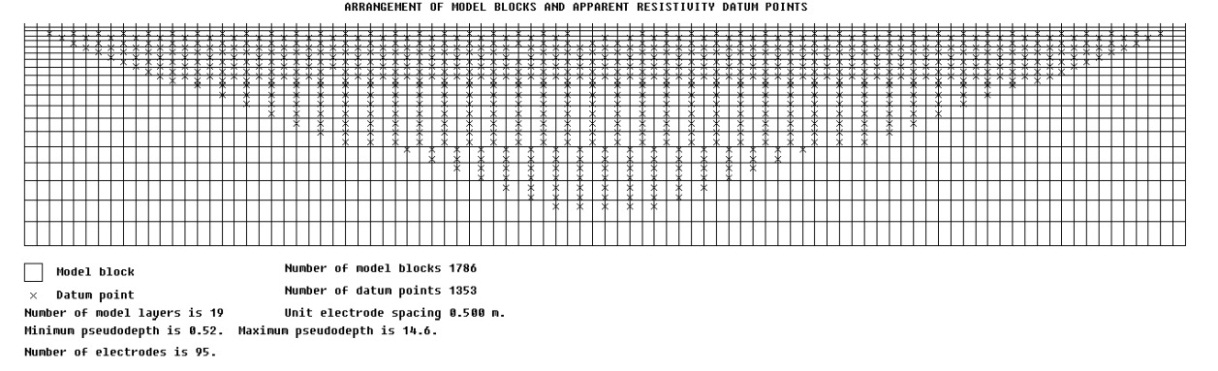 ARRANGEMENT OF MODEL BLOCKS AND APPARENT RESISTIVITY DATUM POINTS
Model block
Number of model blocks 1786
Datum point
Number of datum points 1353
Number of model layers is 19
Unit electrode spacing 0.500 m.
Minimum pseudodepth is 0.52. Maximum pseudodepth is 14.6.
Number of electrodes is 95.